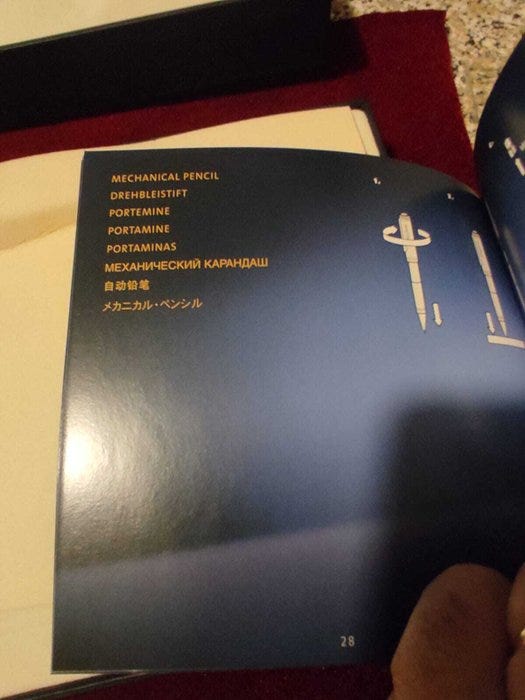 MECHANICAL PENCIL
DREHBLEISTIFT
PORTEMINE
PORTAMINE
PORTAMINAS
МЕХАНИЧЕСКИЙ КАРАНДАШ
自动铅笔
メカニカル・ペンシル
1.
2.
28